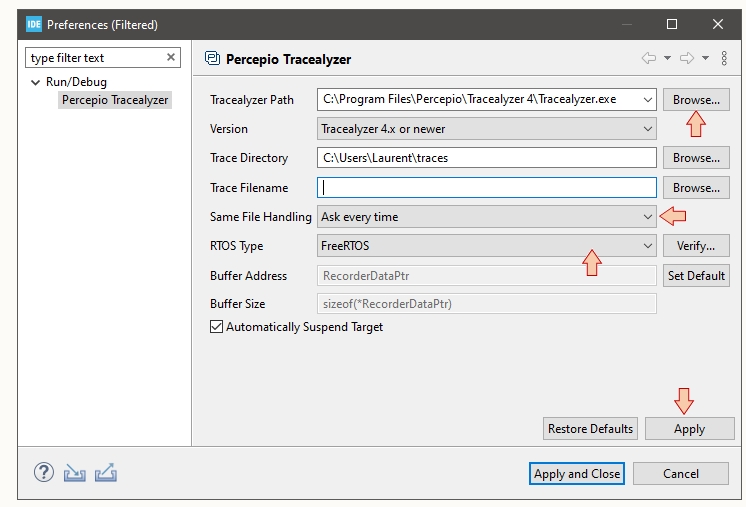 IDE Preferences (Filtered)
type filter text
Run/Debug
Percepio Tracealyzer
Percepio Tracealyzer
Tracealyzer Path C:\Program Files\Percepio\Tracealyzer 4\Tracealyzer.exe Browse...
Version Tracealyzer 4.x or newer
Trace Directory C:\Users\Laurent\traces Browse...
Trace Filename Browse...
Same File Handling Ask every time
RTOS Type FreeRTOS Verify...
Buffer Address RecorderDataPtr Set Default
Buffer Size sizeof(*RecorderDataPtr)
Automatically Suspend Target
Restore Defaults Apply
? Apply and Close Cancel